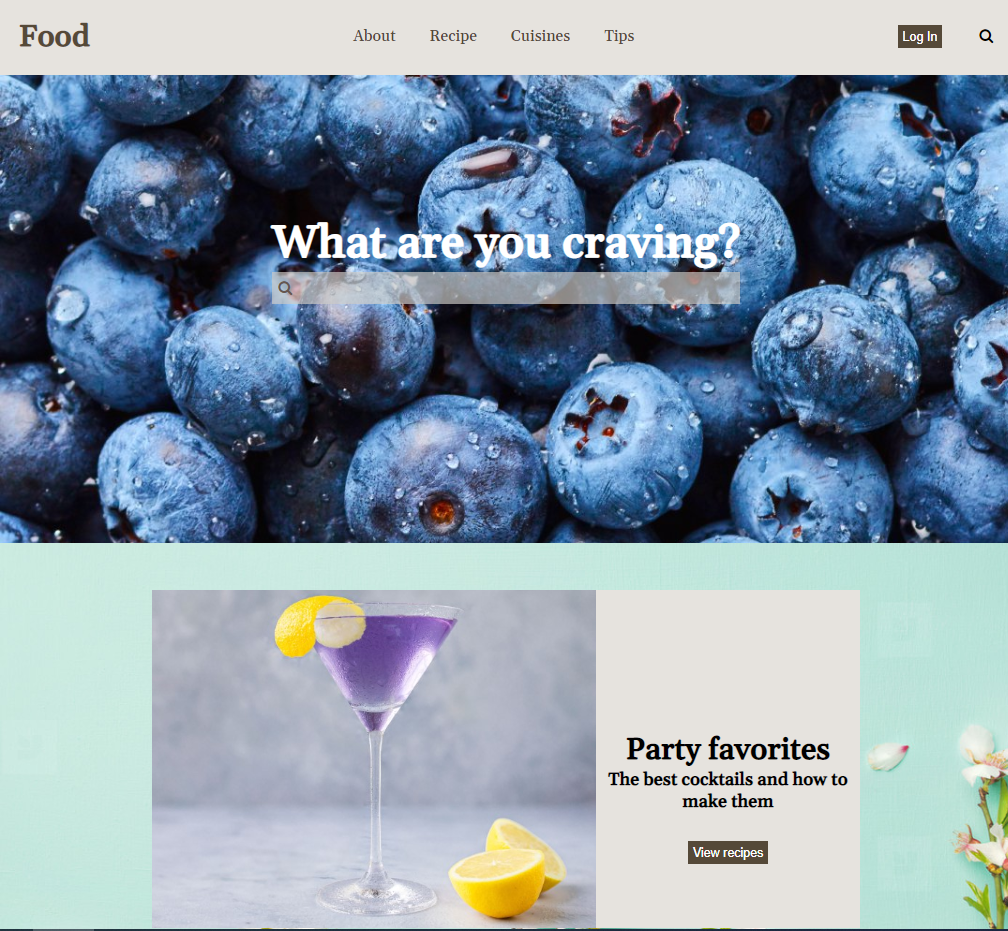 Food
About
Recipe
Cuisines
Tips
Log In
What are you craving?
Party favorites
The best cocktails and how to
make them
View recipes